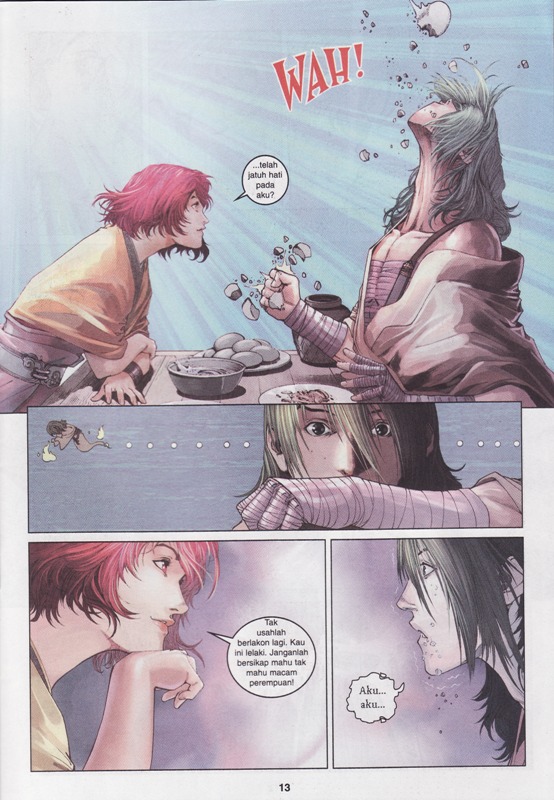 WAH!
...telah
jatuh hati
pada
aku?
Tak
usahlah
berlakon lagi. Kau
ini lelaki. Janganlah
bersikap mahu tak
mahu macam
perempuan!
Aku...
aku...
13